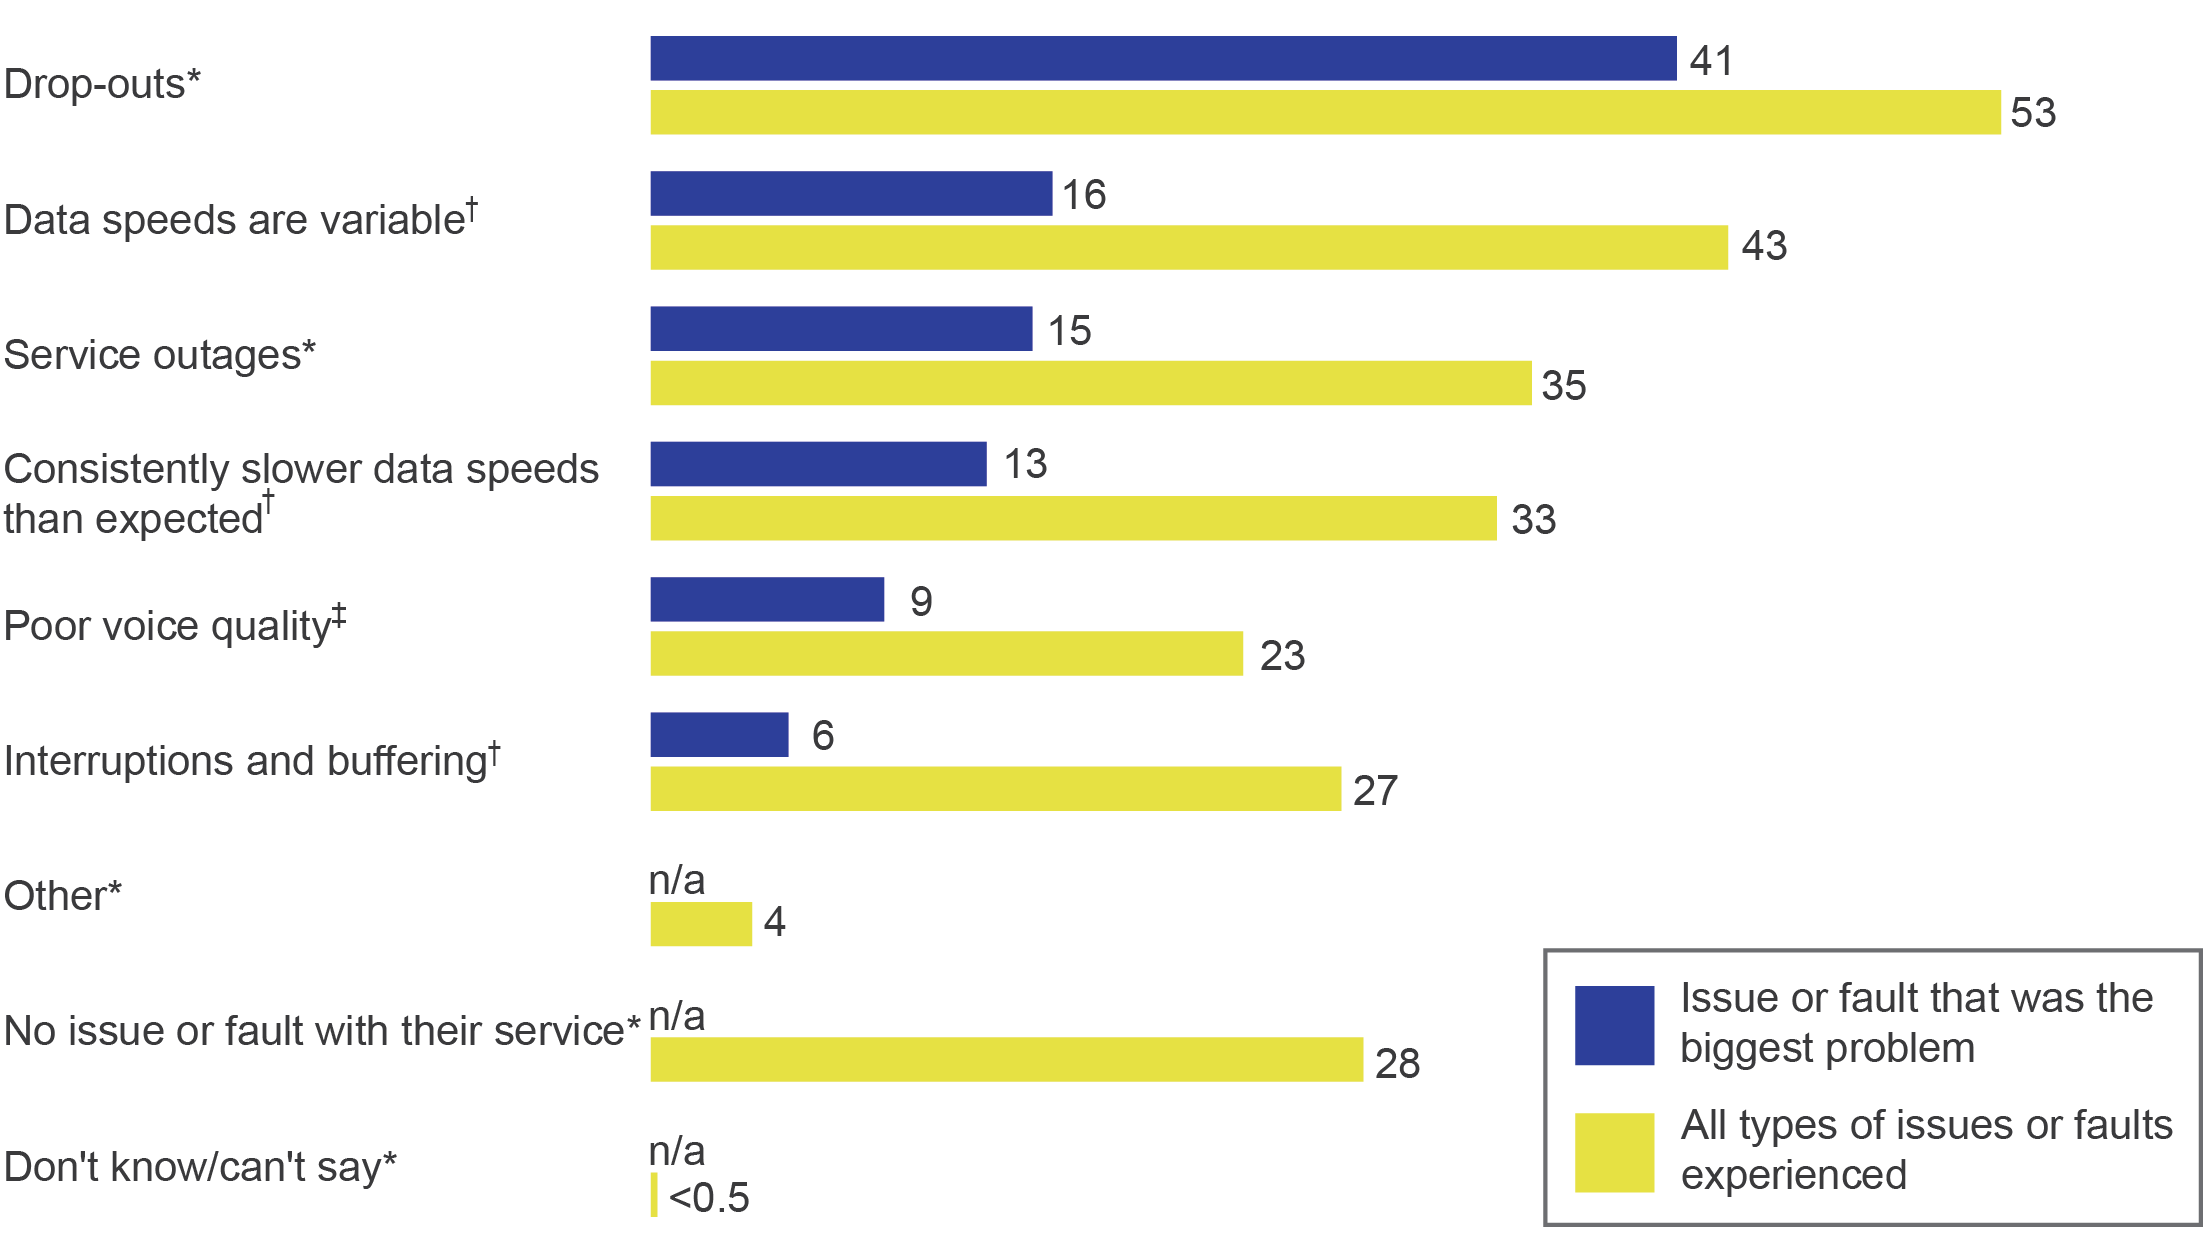 Drop-outs*
41
53
Data speeds are variable†
16
43
Service outages*
15
35
Consistently slower data speeds
than expected†
13
33
Poor voice quality‡
9
23
Interruptions and buffering†
6
27
Other*
n/a
4
No issue or fault with their service*
n/a
28
Don't know/can't say*
n/a
<0.5
Issue or fault that was the
biggest problem
All types of issues or faults
experienced